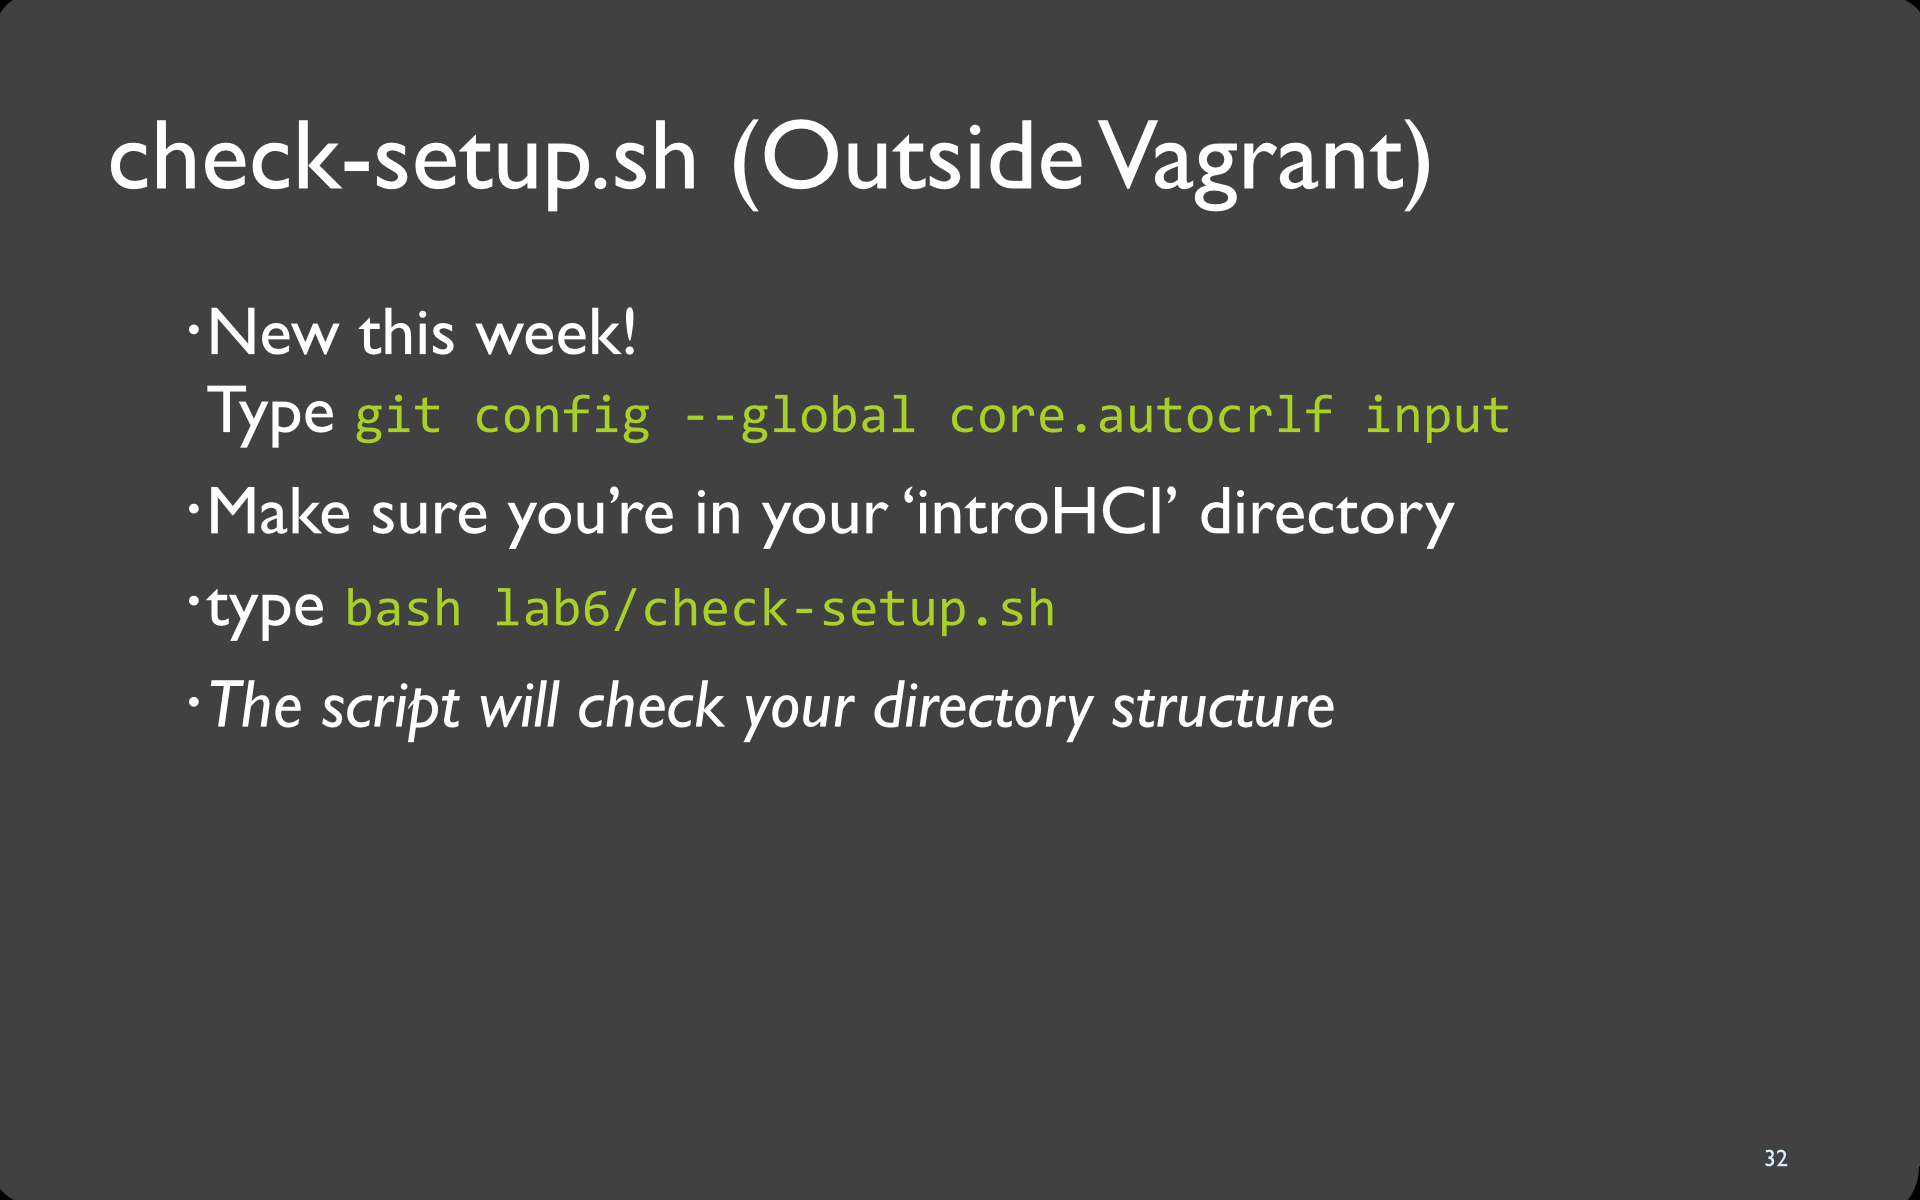 check-setup.sh (Outside Vagrant)
•New this week!
Type git config --global core.autocrlf input
•Make sure you’re in your ‘introHCI’ directory
•type bash lab6/check-setup.sh
•The script will check your directory structure
32